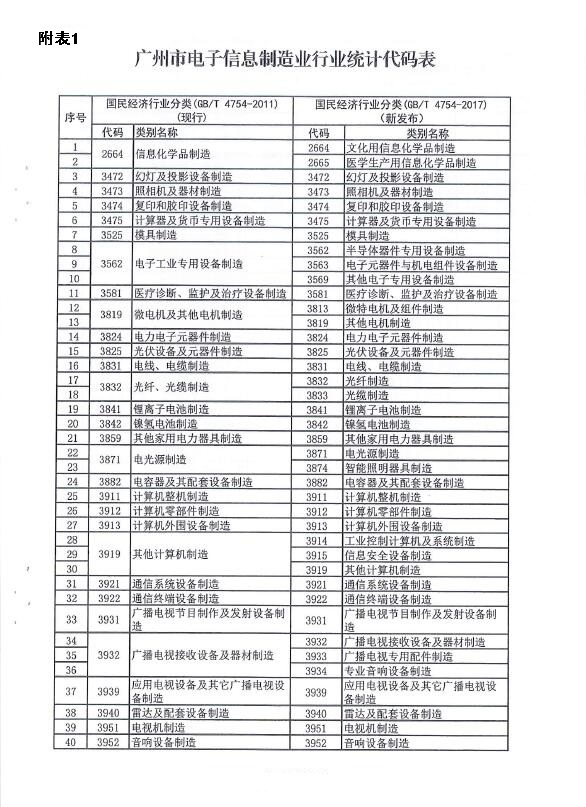 附表1
广州市电子信息制造业行业统计代码表
序号 国民经济行业分类(GB/T 4754-2011) 国民经济行业分类(GB/T 4754-2017)
(现行) (新发布)
代码 类别名称 代码 类别名称
1 2664 信息化学品制造 2664 文化用信息化学品制造
2 2665 医学生产用信息化学品制造
3 3472 幻灯及投影设备制造 3472 幻灯及投影设备制造
4 3473 照相机及器材制造 3473 照相机及器材制造
5 3474 复印和胶印设备制造 3474 复印和胶印设备制造
6 3475 计算器及货币专用设备制造 3475 计算器及货币专用设备制造
7 3525 模具制造 3525 模具制造
8 3562 半导体器件专用设备制造
9 3562 电子工业专用设备制造 3563 电子元器件与机电组件设备制造
10 3569 其他电子专用设备制造
11 3581 医疗诊断、监护及治疗设备制造 3581 医疗诊断、监护及治疗设备制造
12 3819 微电机及其他电机制造 3813 微特电机及组件制造
13 3819 其他电机制造
14 3824 电力电子元器件制造 3824 电力电子元器件制造
15 3825 光伏设备及元器件制造 3825 光伏设备及元器件制造
16 3831 电线、电缆制造 3831 电线、电缆制造
17 3832 光纤、光缆制造 3832 光纤制造
18 3833 光缆制造
19 3841 锂离子电池制造 3841 锂离子电池制造
20 3842 镍氢电池制造 3842 镍氢电池制造
21 3859 其他家用电力器具制造 3859 其他家用电力器具制造
22 3871 电光源制造 3871 电光源制造
23 3874 智能照明器具制造
24 3882 电容器及其配套设备制造 3882 电容器及其配套设备制造
25 3911 计算机整机制造 3911 计算机整机制造
26 3912 计算机零部件制造 3912 计算机零部件制造
27 3913 计算机外围设备制造 3913 计算机外围设备制造
28 3914 工业控制计算机及系统制造
29 3919 其他计算机制造 3915 信息安全设备制造
30 3919 其他计算机制造
31 3921 通信系统设备制造 3921 通信系统设备制造
32 3922 通信终端设备制造 3922 通信终端设备制造
33 3931 广播电视节目制作及发射设备制 3931 广播电视节目制作及发射设备制
造 造
34 3932 广播电视接收设备及器材制造
35 3932 广播电视接收设备及器材制造 3933 广播电视专用配件制造
36 3934 专业音响设备制造
37 3939 应用电视设备及其它广播电视设 3939 应用电视设备及其它广播电视设
备制造 备制造
38 3940 雷达及配套设备制造 3940 雷达及配套设备制造
39 3951 电视机制造 3951 电视机制造
40 3952 音响设备制造 3952 音响设备制造